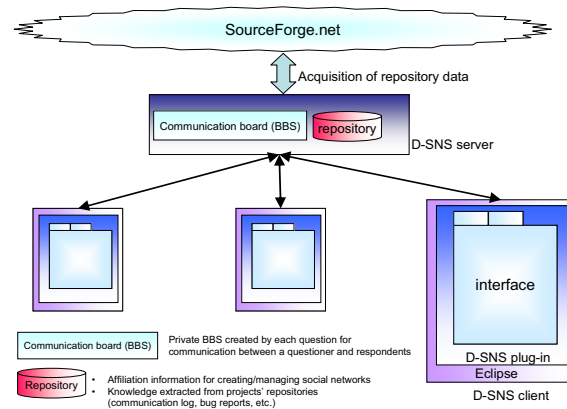 SourceForge.net
Acquisition of repository data
Communication board (BBS)
repository
D-SNS server
interface
D-SNS plug-in
Eclipse
D-SNS client
Communication board (BBS)
Private BBS created by each question for
communication between a questioner and respondents
Repository
• Affiliation information for creating/managing social networks
• Knowledge extracted from projects' repositories
(communication log, bug reports, etc.)